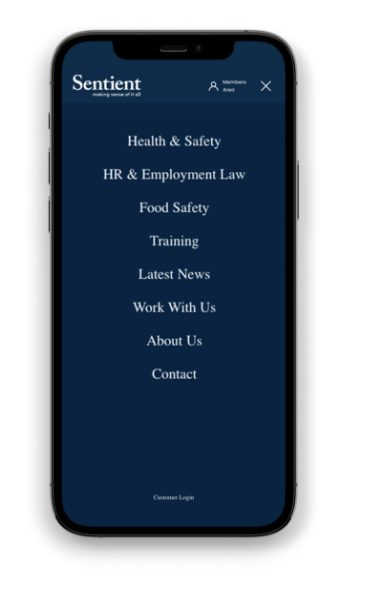 Sentient
making sense of it all
Members
Area
Health & Safety
HR & Employment Law
Food Safety
Training
Latest News
Work With Us
About Us
Contact
Customer Login